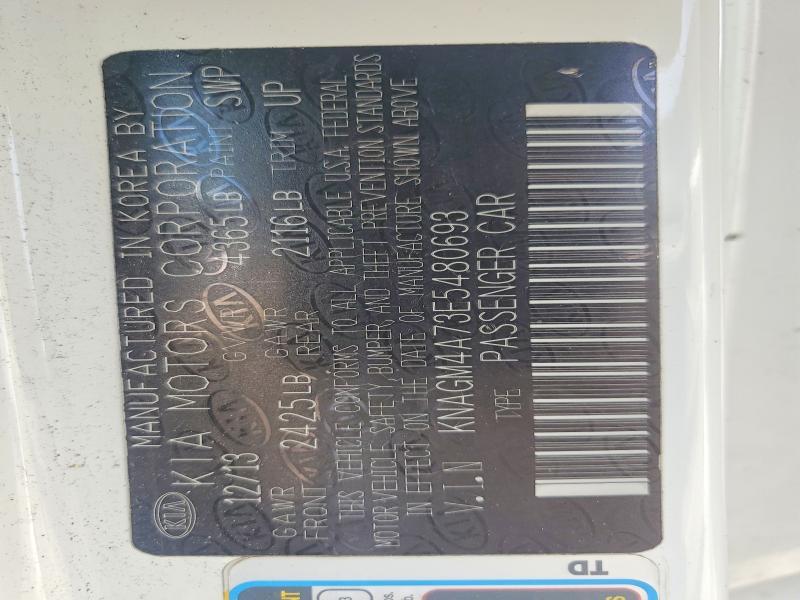 MANUFACTURED IN KOREA BY
KIA KIA MOTORS CORPORATION
12/13 GVWR 4365LB PAINT SWP
GAWR FRONT 2425LB GAWR REAR 2116LB TRIM UP
THIS VEHICLE CONFORMS TO ALL APPLICABLE U.S.A. FEDERAL
MOTOR VEHICLE SAFETY, BUMPER, AND THEFT PREVENTION STANDARDS
IN EFFECT ON THE DATE OF MANUFACTURE SHOWN ABOVE
V.I.N KNAGM4A73E5480693
TYPE PASSENGER CAR
TD